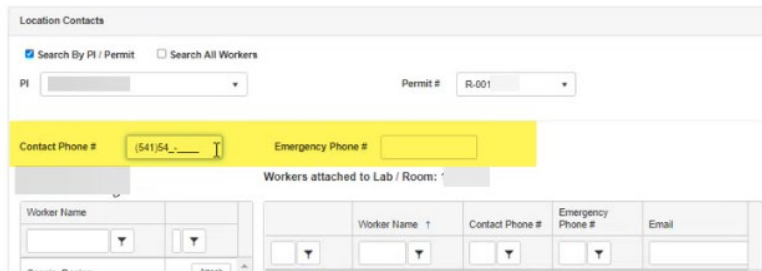 Location Contacts
Search By PI / Permit Search All Workers
PI Permit # R-001
Contact Phone # (541)54_-____ Emergency Phone #
Workers attached to Lab / Room:
Worker Name
Worker Name ↑ Contact Phone # Emergency Phone # Email